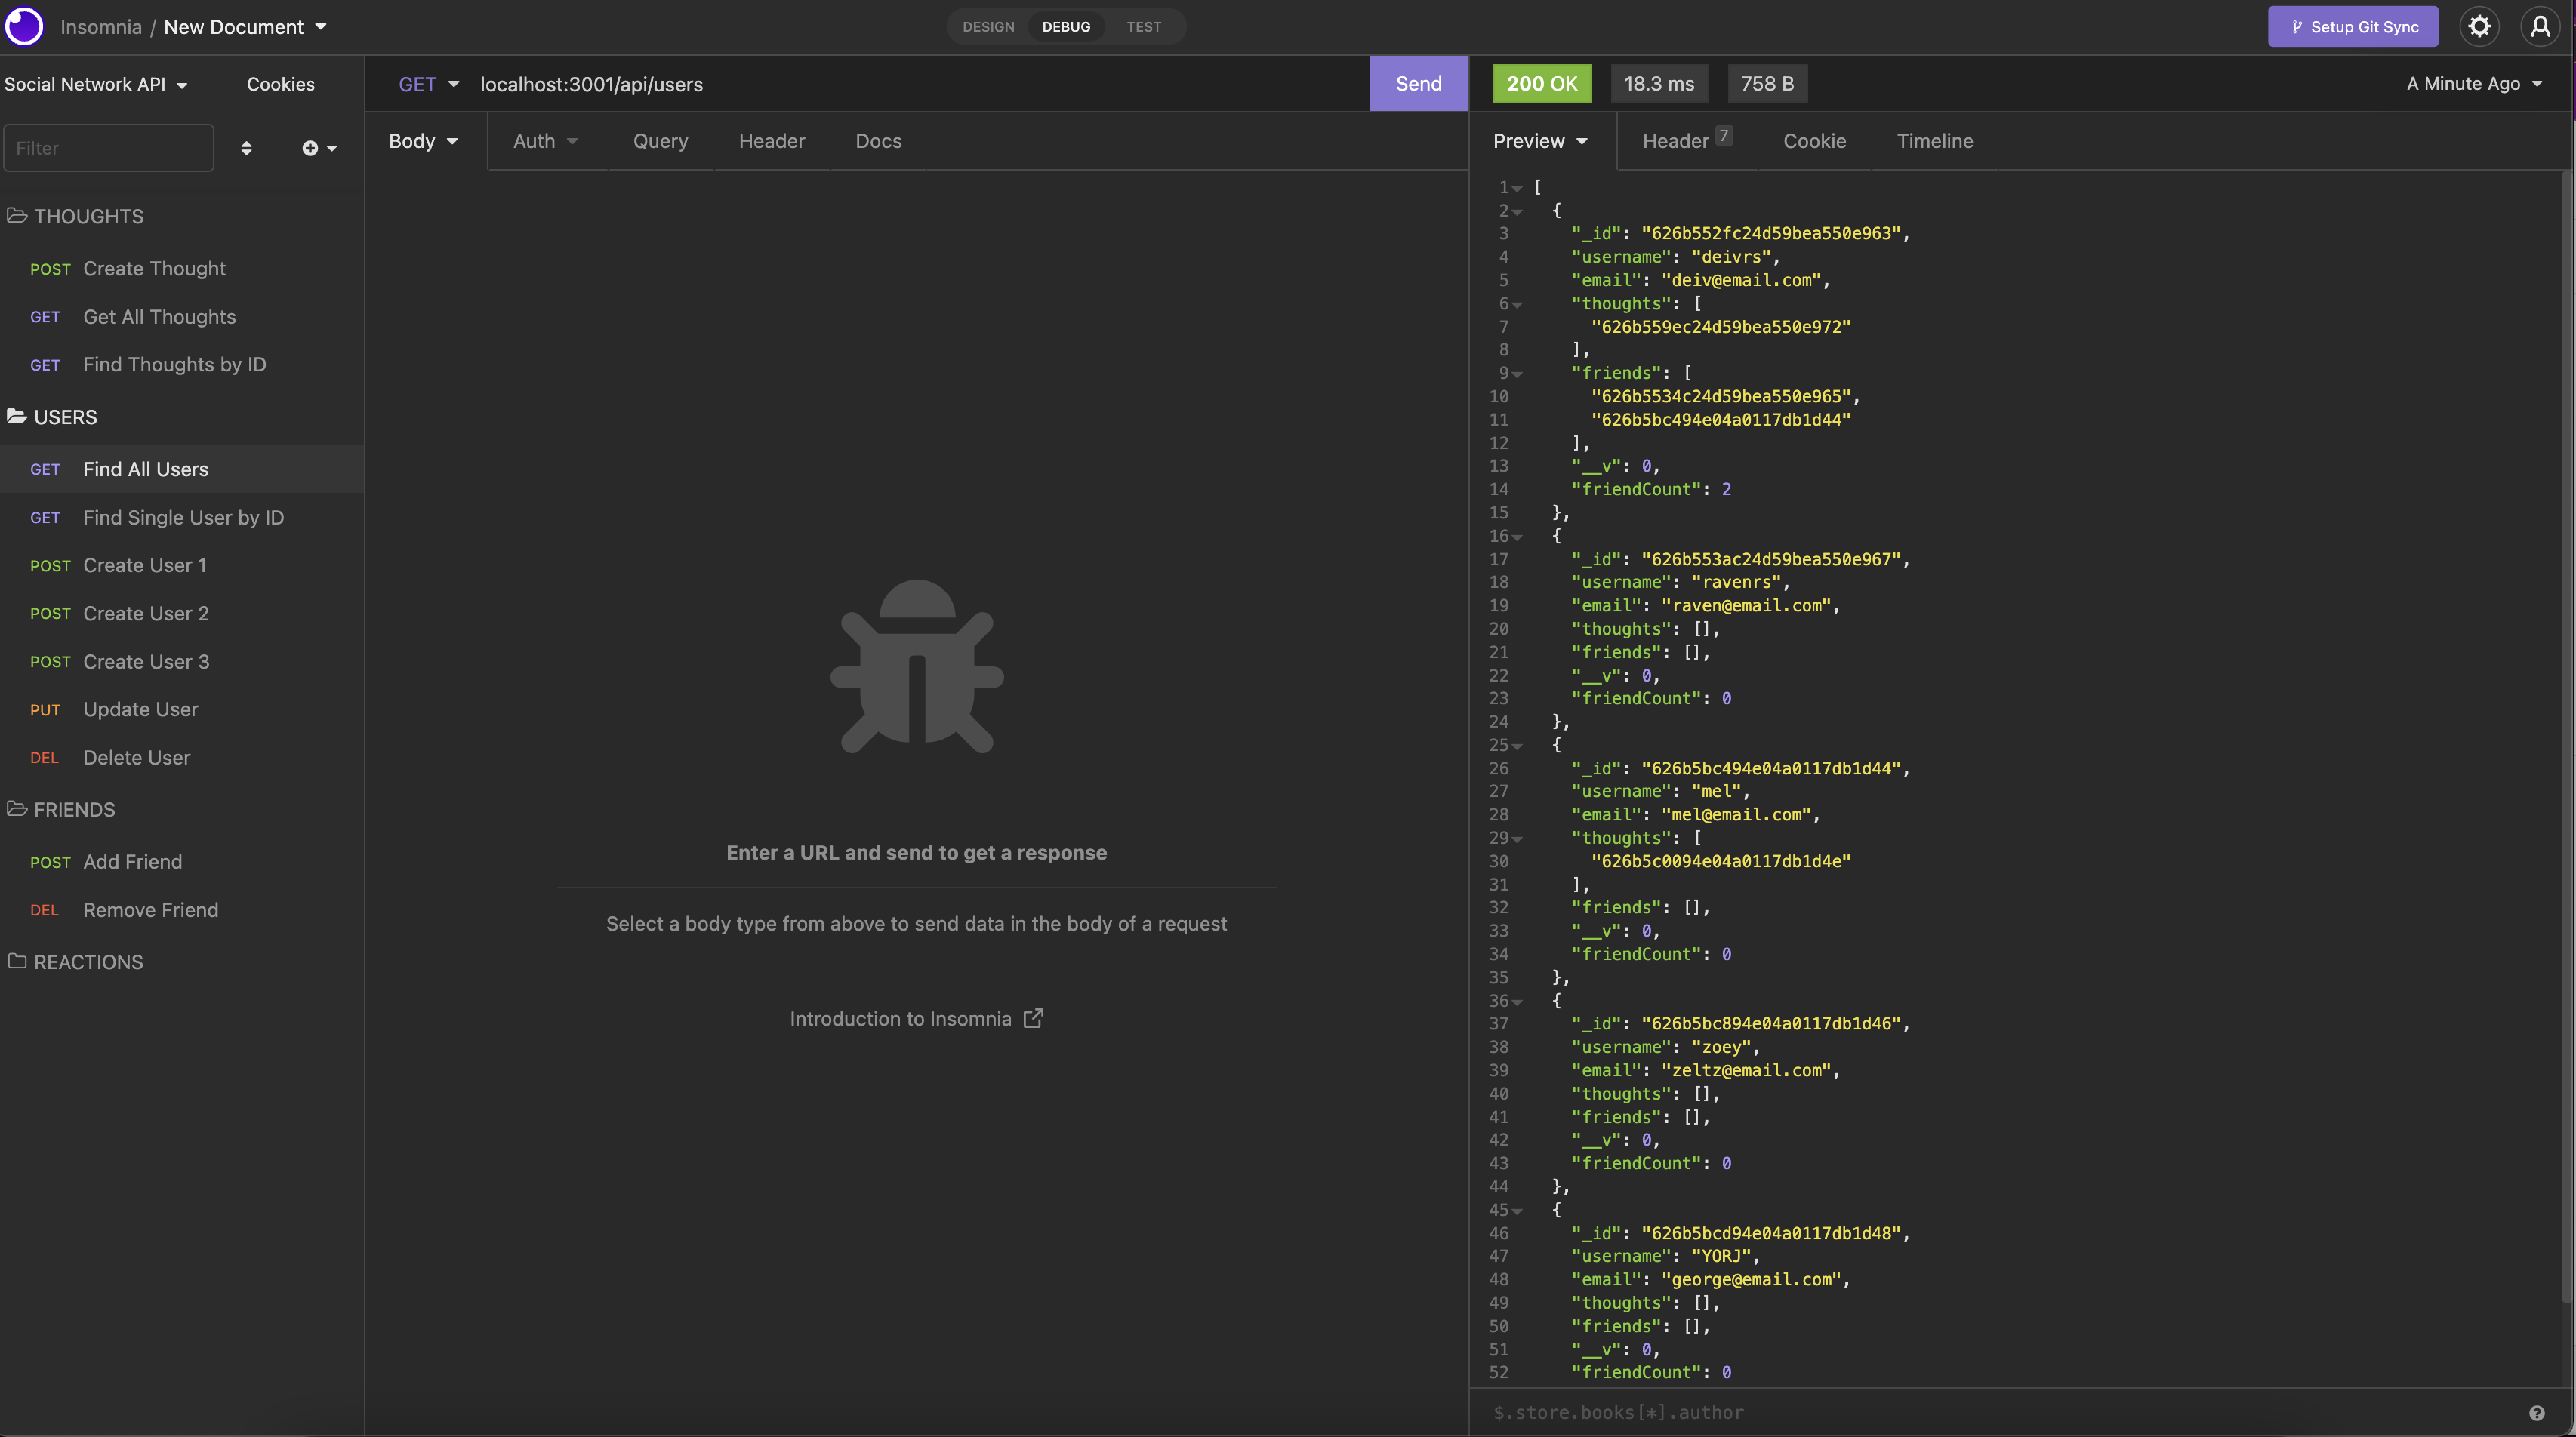 Insomnia / New Document
DESIGN DEBUG TEST
Setup Git Sync
Social Network API
Cookies
Filter
THOUGHTS
POST Create Thought
GET Get All Thoughts
GET Find Thoughts by ID
USERS
GET Find All Users
GET Find Single User by ID
POST Create User 1
POST Create User 2
POST Create User 3
PUT Update User
DEL Delete User
FRIENDS
POST Add Friend
DEL Remove Friend
REACTIONS
GET localhost:3001/api/users Send
Body Auth Query Header Docs
Enter a URL and send to get a response
Select a body type from above to send data in the body of a request
Introduction to Insomnia
200 OK 18.3 ms 758 B A Minute Ago
Preview Header 7 Cookie Timeline
1 [
2 {
3 "_id": "626b552fc24d59bea550e963",
4 "username": "deivrs",
5 "email": "deiv@email.com",
6 "thoughts": [
7 "626b559ec24d59bea550e972"
8 ],
9 "friends": [
10 "626b5534c24d59bea550e965",
11 "626b5bc494e04a0117db1d44"
12 ],
13 "__v": 0,
14 "friendCount": 2
15 },
16 {
17 "_id": "626b553ac24d59bea550e967",
18 "username": "ravenrs",
19 "email": "raven@email.com",
20 "thoughts": [],
21 "friends": [],
22 "__v": 0,
23 "friendCount": 0
24 },
25 {
26 "_id": "626b5bc494e04a0117db1d44",
27 "username": "mel",
28 "email": "mel@email.com",
29 "thoughts": [
30 "626b5c0094e04a0117db1d4e"
31 ],
32 "friends": [],
33 "__v": 0,
34 "friendCount": 0
35 },
36 {
37 "_id": "626b5bc894e04a0117db1d46",
38 "username": "zoey",
39 "email": "zeltz@email.com",
40 "thoughts": [],
41 "friends": [],
42 "__v": 0,
43 "friendCount": 0
44 },
45 {
46 "_id": "626b5bcd94e04a0117db1d48",
47 "username": "YORJ",
48 "email": "george@email.com",
49 "thoughts": [],
50 "friends": [],
51 "__v": 0,
52 "friendCount": 0
$.store.books[*].author